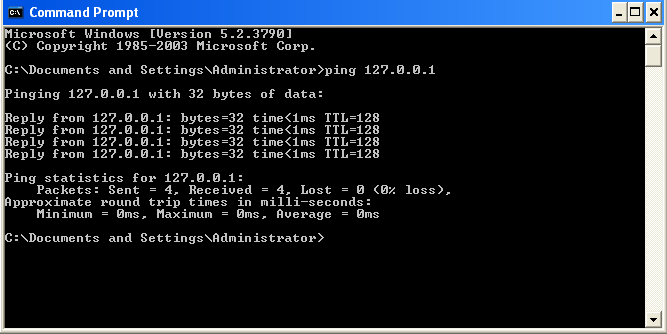 Command Prompt
Microsoft Windows [Version 5.2.3790]
(C) Copyright 1985-2003 Microsoft Corp.
C:\Documents and Settings\Administrator>ping 127.0.0.1
Pinging 127.0.0.1 with 32 bytes of data:
Reply from 127.0.0.1: bytes=32 time<1ms TTL=128
Reply from 127.0.0.1: bytes=32 time<1ms TTL=128
Reply from 127.0.0.1: bytes=32 time<1ms TTL=128
Reply from 127.0.0.1: bytes=32 time<1ms TTL=128
Ping statistics for 127.0.0.1:
    Packets: Sent = 4, Received = 4, Lost = 0 (0% loss),
Approximate round trip times in milli-seconds:
    Minimum = 0ms, Maximum = 0ms, Average = 0ms
C:\Documents and Settings\Administrator>